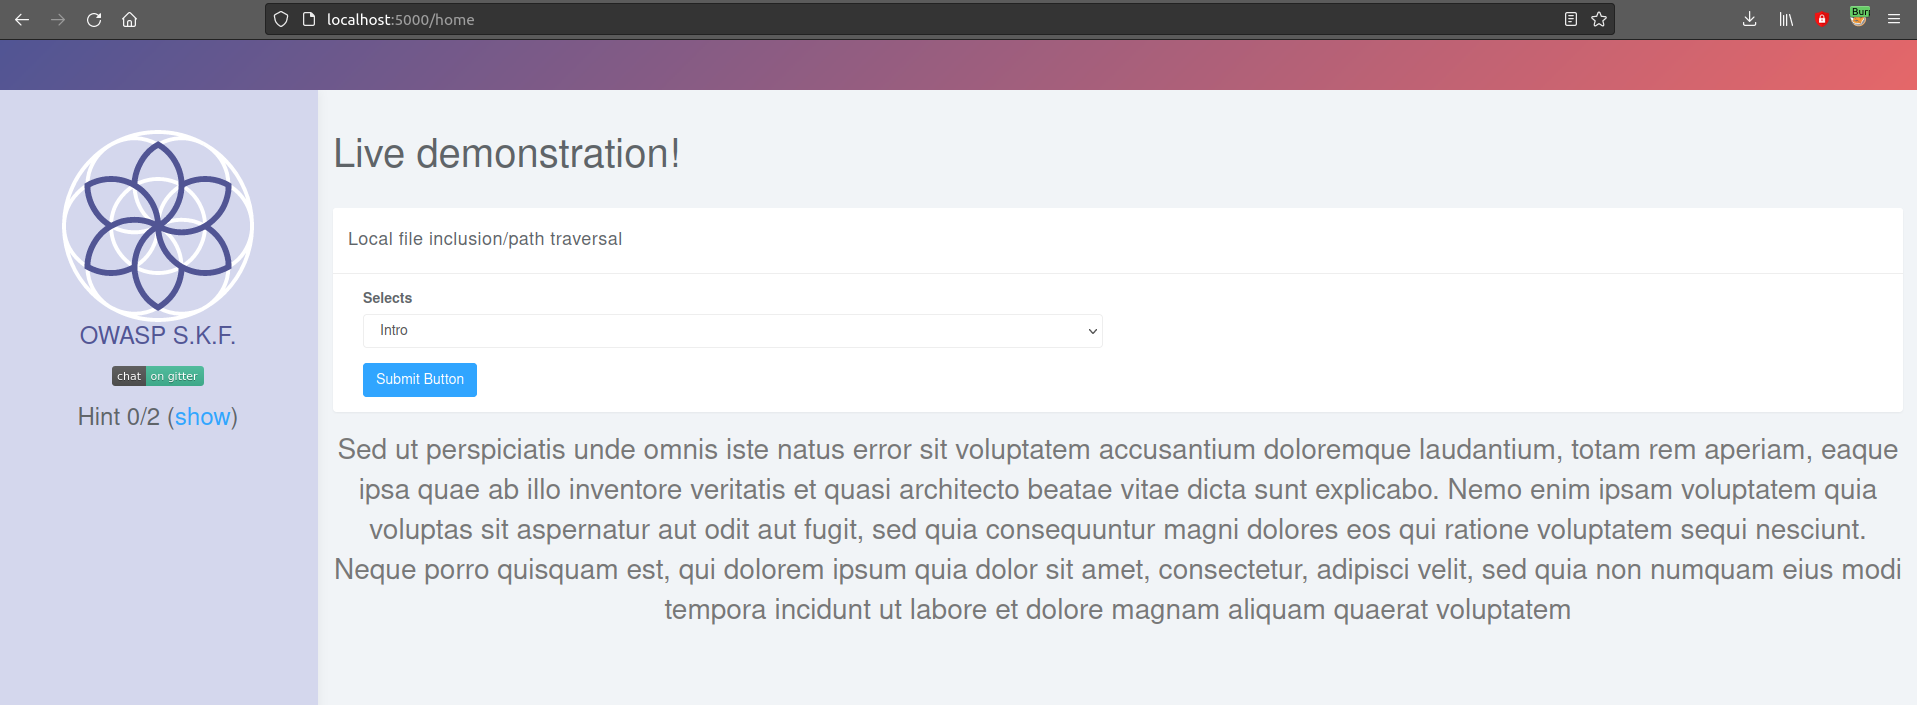 localhost:5000/home
Bur
Live demonstration!
Local file inclusion/path traversal
Selects
Intro
Submit Button
OWASP S.K.F.
chat on gitter
Hint 0/2 (show)
Sed ut perspiciatis unde omnis iste natus error sit voluptatem accusantium doloremque laudantium, totam rem aperiam, eaque
ipsa quae ab illo inventore veritatis et quasi architecto beatae vitae dicta sunt explicabo. Nemo enim ipsam voluptatem quia
voluptas sit aspernatur aut odit aut fugit, sed quia consequuntur magni dolores eos qui ratione voluptatem sequi nesciunt.
Neque porro quisquam est, qui dolorem ipsum quia dolor sit amet, consectetur, adipisci velit, sed quia non numquam eius modi
tempora incidunt ut labore et dolore magnam aliquam quaerat voluptatem